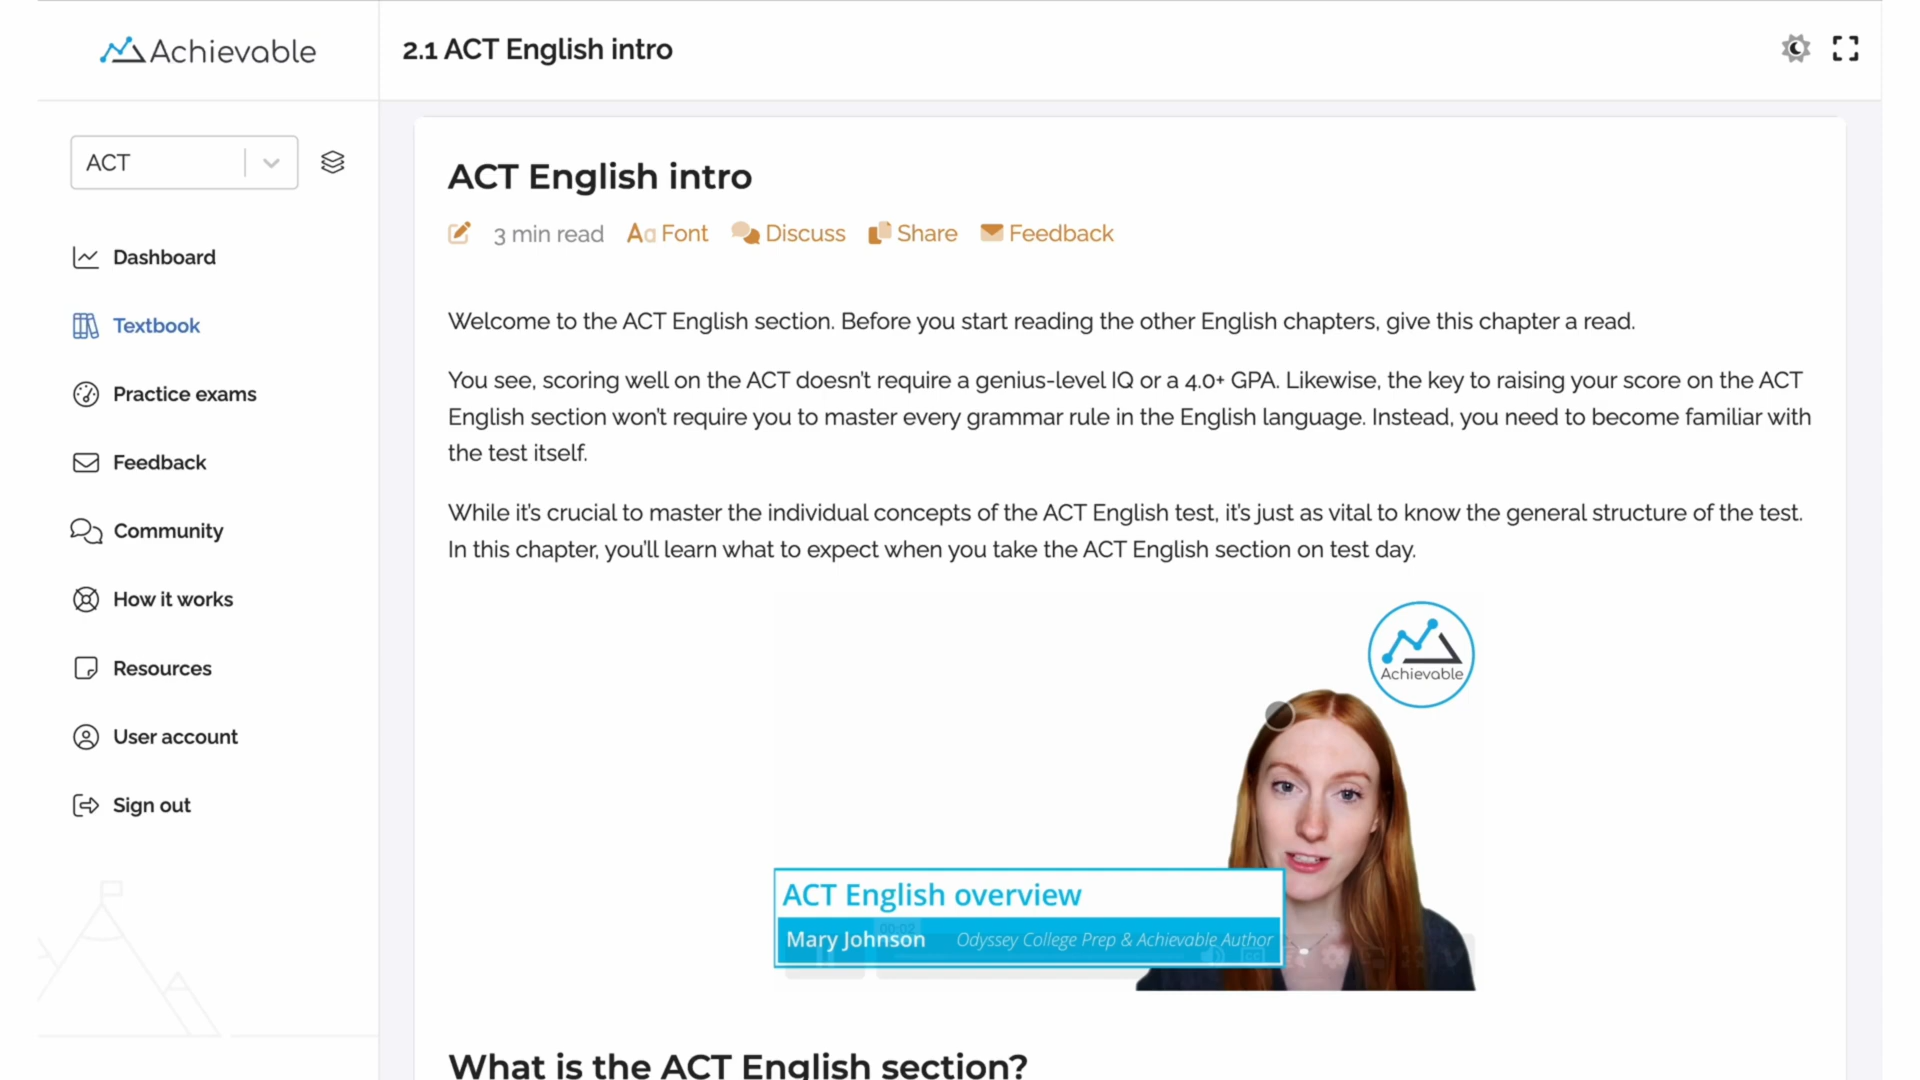 Achievable
2.1 ACT English intro
ACT
Dashboard
Textbook
Practice exams
Feedback
Community
How it works
Resources
User account
Sign out
ACT English intro
3 min read Aa Font Discuss Share Feedback
Welcome to the ACT English section. Before you start reading the other English chapters, give this chapter a read.
You see, scoring well on the ACT doesn't require a genius-level IQ or a 4.0+ GPA. Likewise, the key to raising your score on the ACT
English section won't require you to master every grammar rule in the English language. Instead, you need to become familiar with
the test itself.
While it's crucial to master the individual concepts of the ACT English test, it's just as vital to know the general structure of the test.
In this chapter, you'll learn what to expect when you take the ACT English section on test day.
Achievable
ACT English overview
00:02
Mary Johnson Odyssey College Prep & Achievable Author
What is the ACT English section?